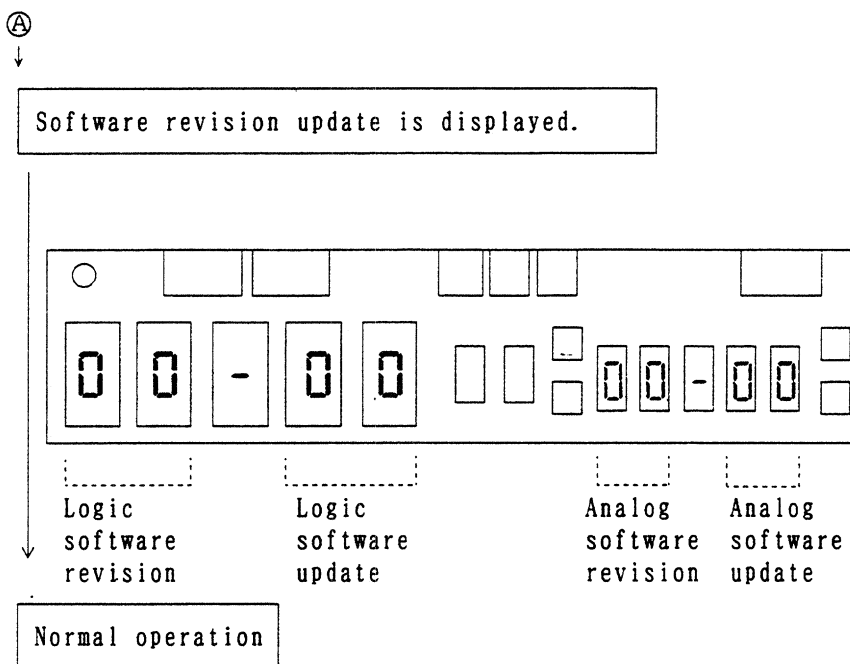 Ⓐ
Software revision update is displayed.
00-00 00-00
Logic software revision
Logic software update
Analog software revision
Analog software update
Normal operation